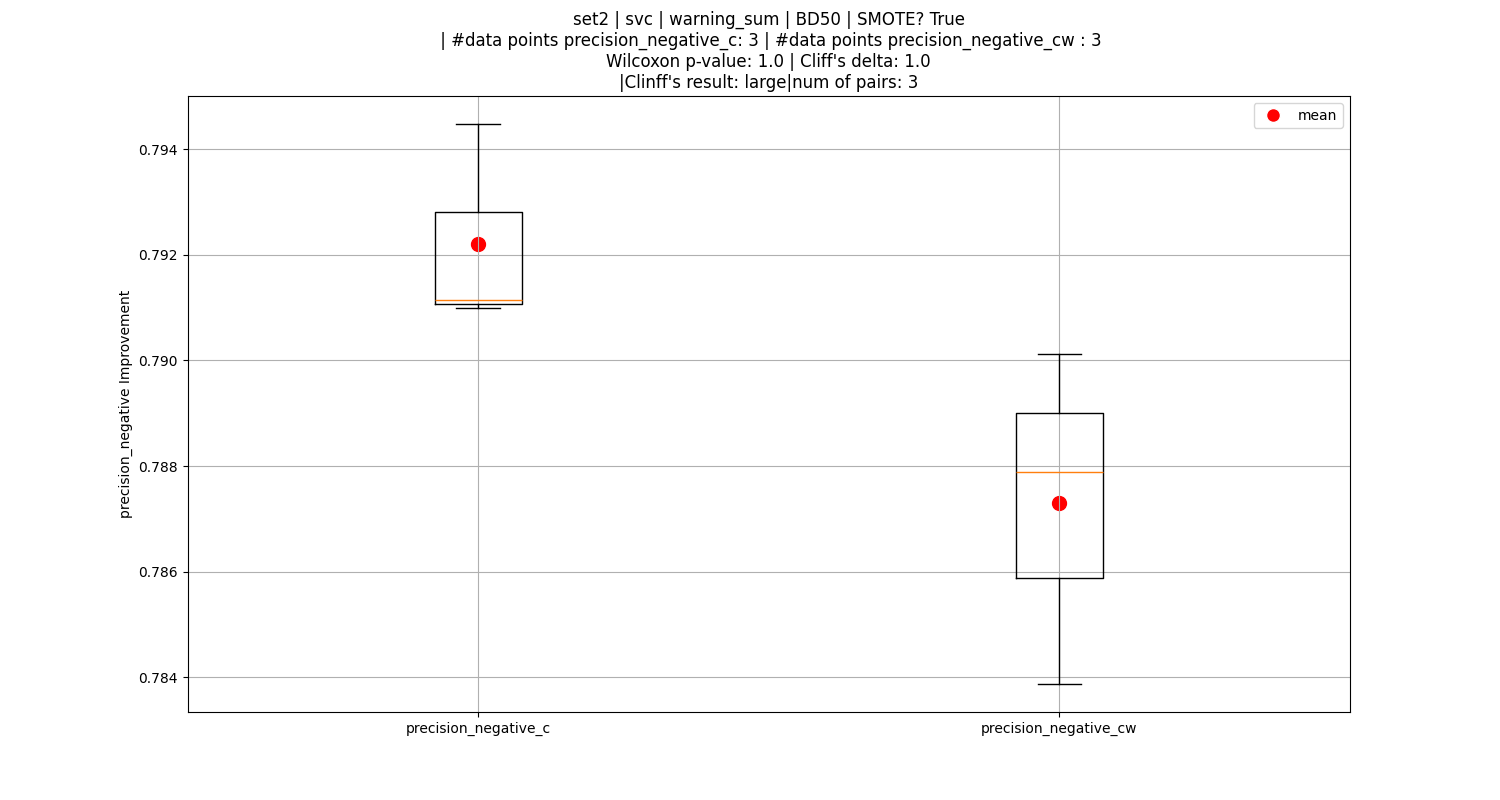 set2 | svc | warning_sum | BD50 | SMOTE? True
| #data points precision_negative_c: 3 | #data points precision_negative_cw : 3
Wilcoxon p-value: 1.0 | Cliff's delta: 1.0
|Clinff's result: large|num of pairs: 3
mean
0.794
0.792
0.790
0.788
0.786
0.784
precision_negative Improvement
precision_negative_c
precision_negative_cw